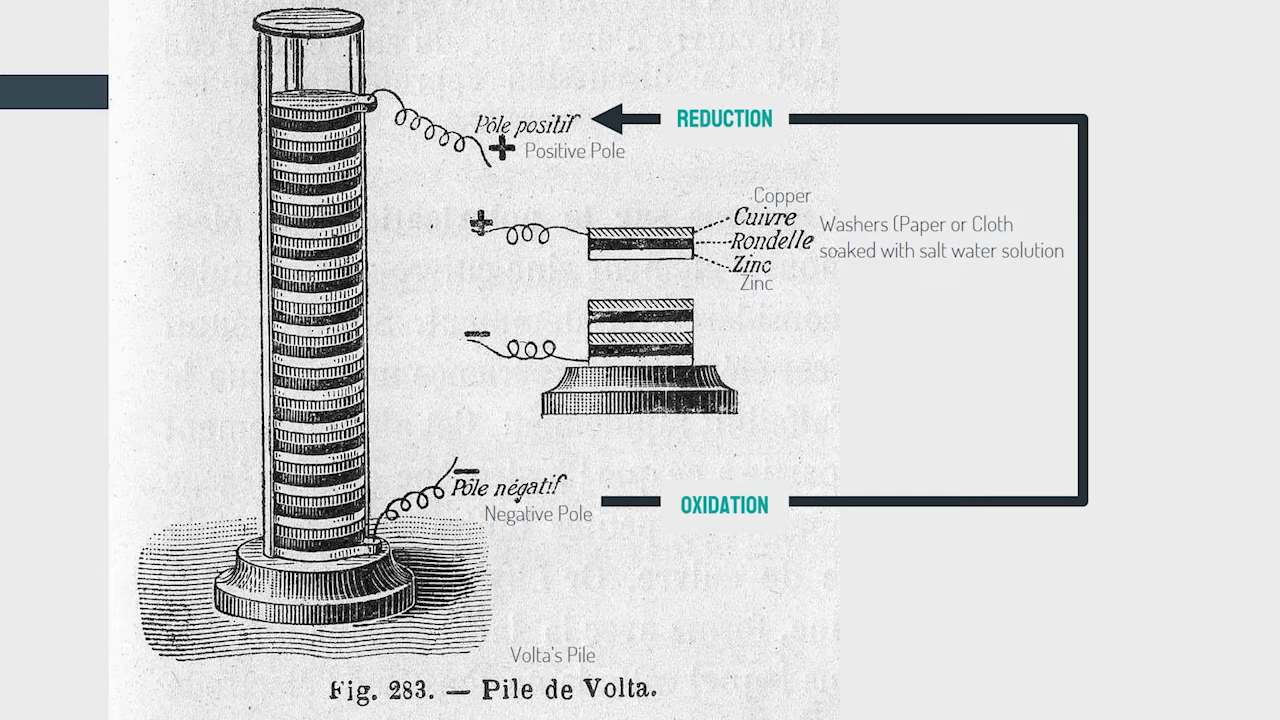 REDUCTION
Pôle positif
+ Positive Pole
Copper
+
Cuivre
Rondelle
Washers (Paper or Cloth
soaked with salt water solution
Zinc
Zinc
Pôle négatif
Negative Pole
OXIDATION
Volta's Pile
Fig. 283. — Pile de Volta.